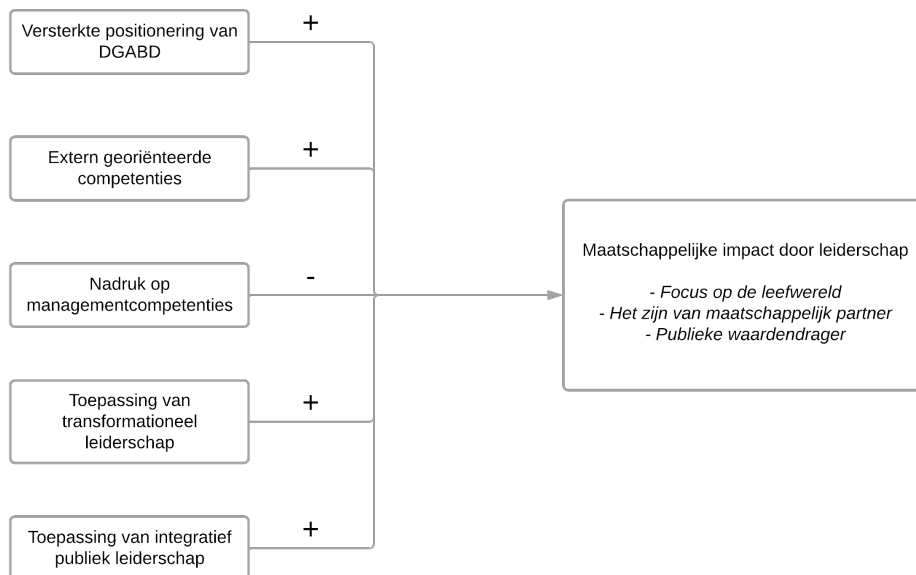 Versterkte positionering van
DGABD
+
Extern georiënteerde
competenties
+
Nadruk op
managementcompetenties
-
Toepassing van
transformationeel
leiderschap
+
Toepassing van integratief
publiek leiderschap
+
Maatschappelijke impact door leiderschap
- Focus op de leefwereld
- Het zijn van maatschappelijk partner
- Publieke waardendrager